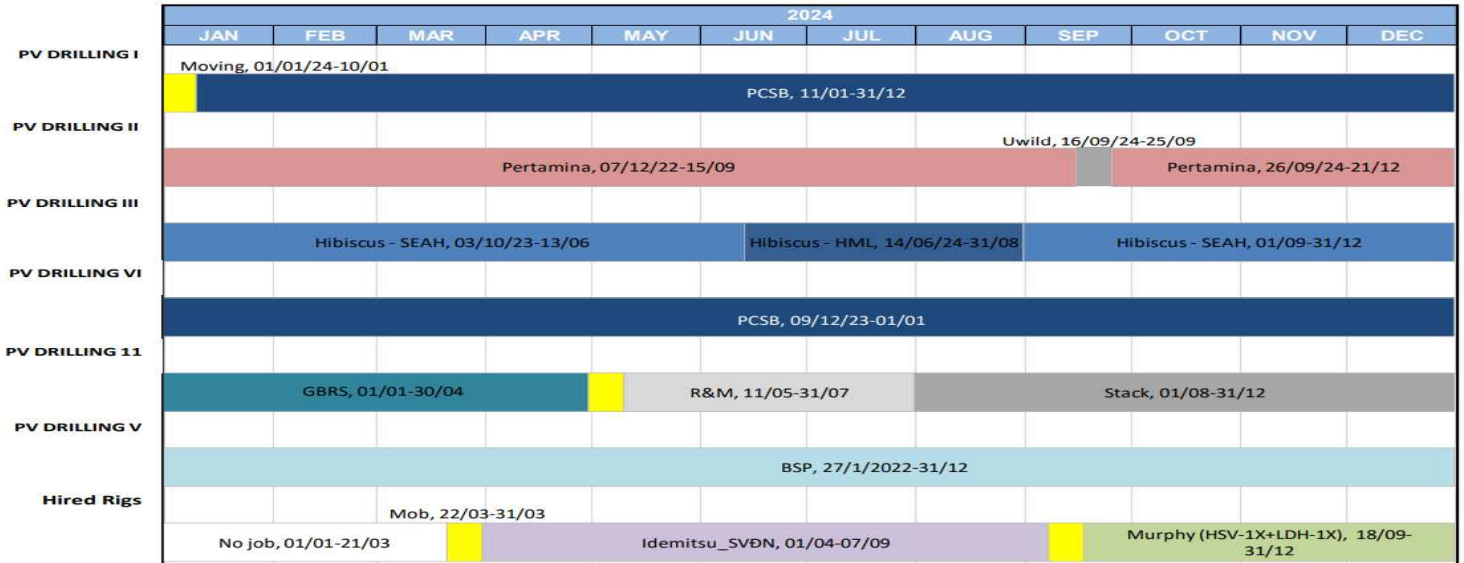 2024
JAN FEB MAR APR MAY JUN JUL AUG SEP OCT NOV DEC
PV DRILLING I
Moving, 01/01/24-10/01
PCSB, 11/01-31/12
PV DRILLING II
Uwild, 16/09/24-25/09
Pertamina, 07/12/22-15/09 Pertamina, 26/09/24-21/12
PV DRILLING III
Hibiscus - SEAH, 03/10/23-13/06 Hibiscus - HML, 14/06/24-31/08 Hibiscus - SEAH, 01/09-31/12
PV DRILLING VI
PCSB, 09/12/23-01/01
PV DRILLING 11
GBRS, 01/01-30/04 R&M, 11/05-31/07 Stack, 01/08-31/12
PV DRILLING V
BSP, 27/1/2022-31/12
Hired Rigs
Mob, 22/03-31/03
No job, 01/01-21/03 Idemitsu_SVĐN, 01/04-07/09 Murphy (HSV-1X+LDH-1X), 18/09-
31/12